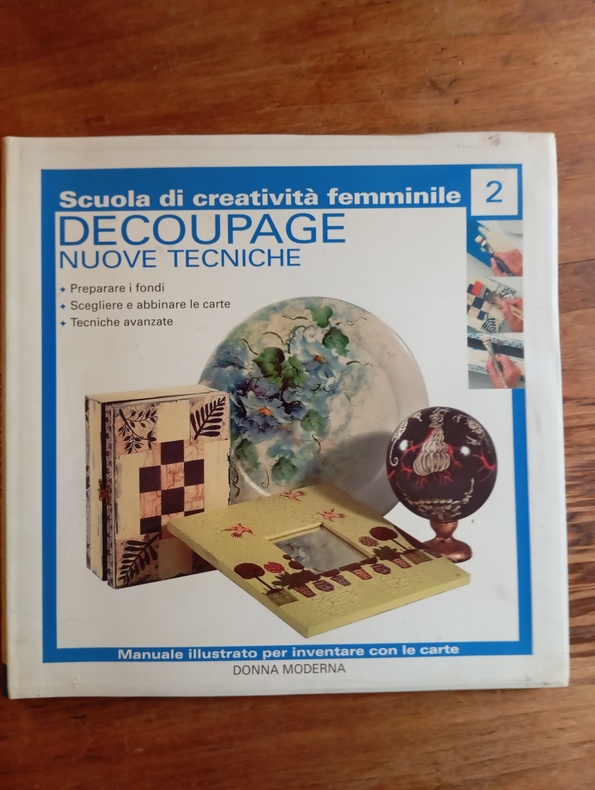 Scuola di creatività femminile
2
DECOUPAGE
NUOVE TECNICHE
Preparare i fondi
Scegliere e abbinare le carte
Tecniche avanzate
Manuale illustrato per inventare con le carte
DONNA MODERNA